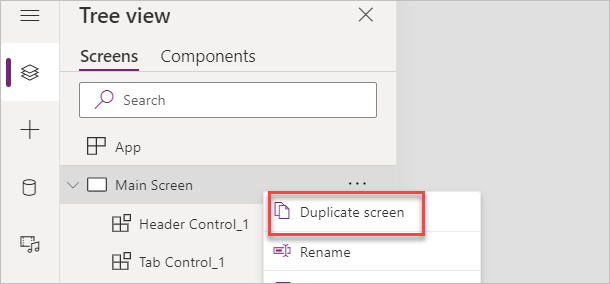 Tree view
Screens Components
Search
App
Main Screen ...
Duplicate screen
Header Control_1
Rename
Tab Control_1